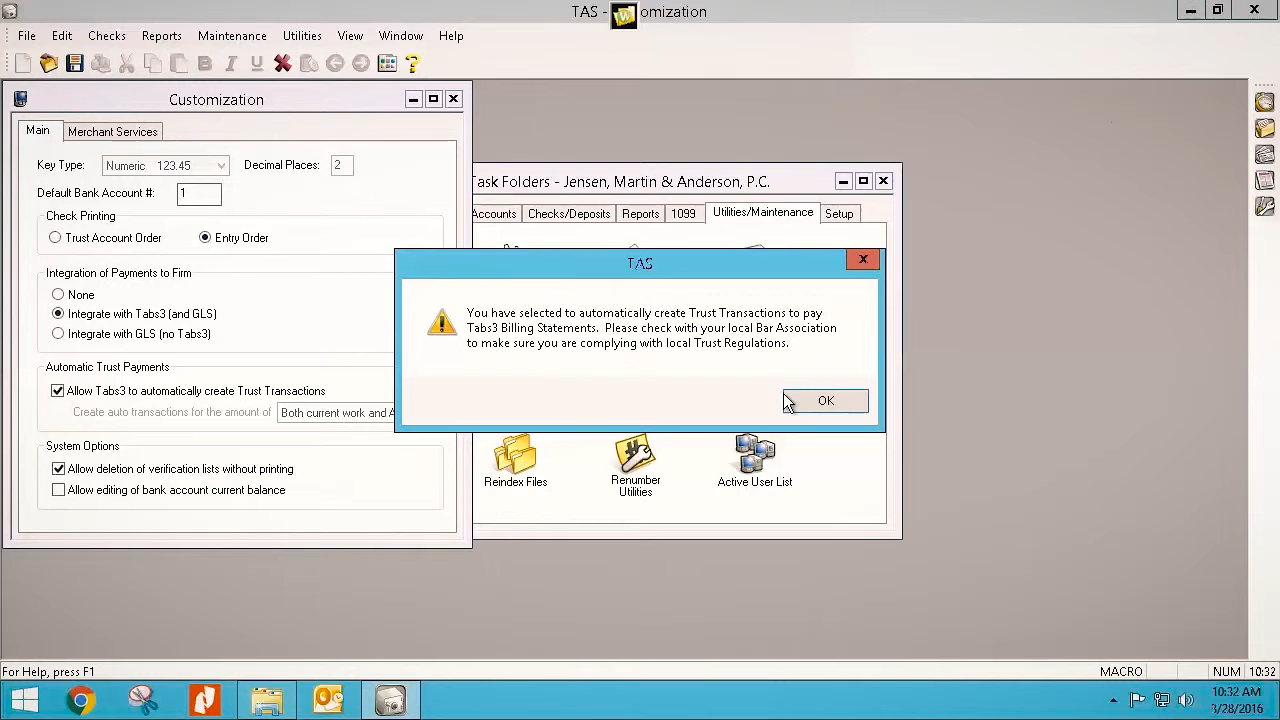 TAS - omization
File Edit Checks Reports Maintenance Utilities View Window Help
Customization
Main Merchant Services
Key Type: Numeric 123.45 Decimal Places: 2
Default Bank Account #: 1
Check Printing
Trust Account Order Entry Order
Integration of Payments to Firm
None
Integrate with Tabs3 (and GLS)
Integrate with GLS (no Tabs3)
Automatic Trust Payments
Allow Tabs3 to automatically create Trust Transactions
Create auto transactions for the amount of Both current work and A
System Options
Allow deletion of verification lists without printing
Allow editing of bank account current balance
Task Folders - Jensen, Martin & Anderson, P.C.
Accounts Checks/Deposits Reports 1099 Utilities/Maintenance Setup
TAS
You have selected to automatically create Trust Transactions to pay
Tabs3 Billing Statements. Please check with your local Bar Association
to make sure you are complying with local Trust Regulations.
OK
Reindex Files Renumber Utilities Active User List
For Help, press F1 MACRO NUM 10:32
10:32 AM
3/28/2016